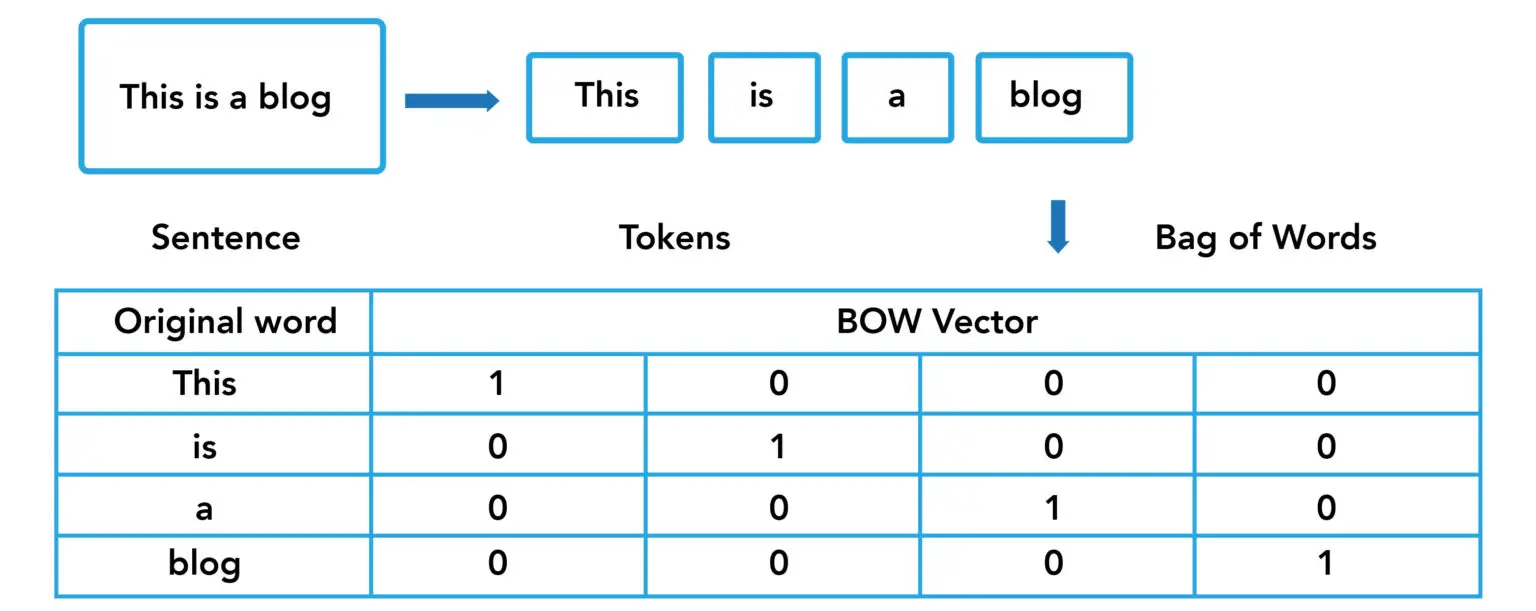 This is a blog
This
is
a
blog
Sentence
Tokens
Bag of Words
Original word BOW Vector
This 1 0 0 0
is 0 1 0 0
a 0 0 1 0
blog 0 0 0 1